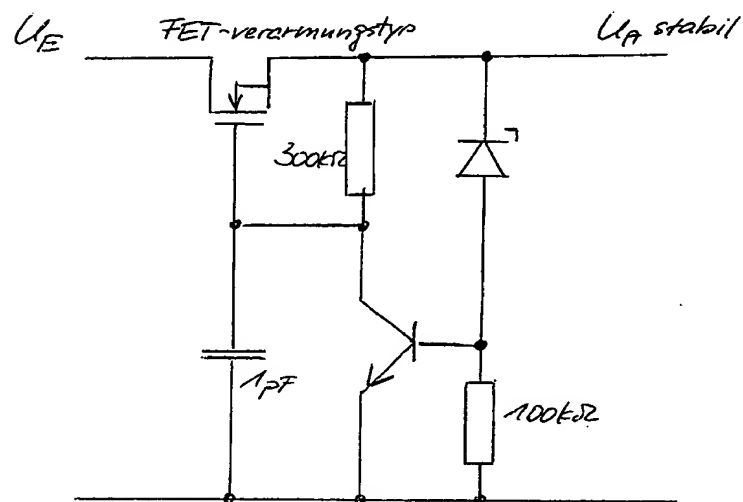 U_E FET-verarmungstyp U_A stabil
300kΩ
1pF
100kΩ